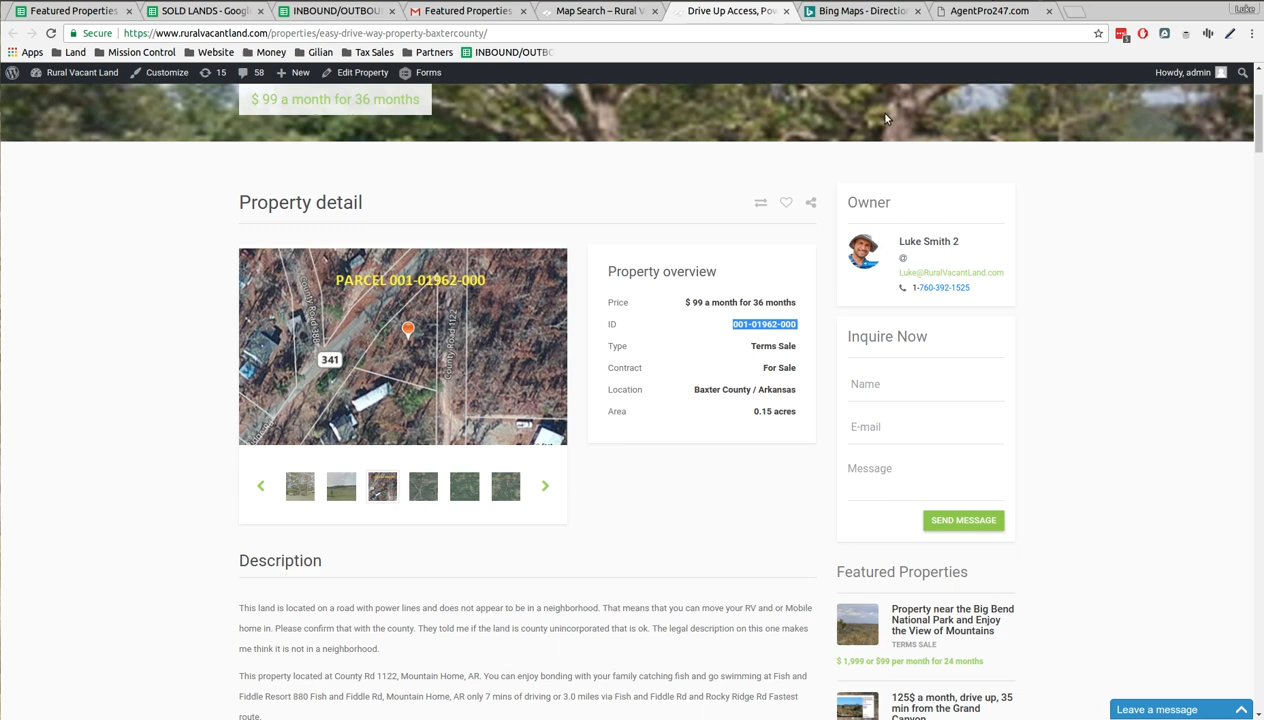 Featured Properties
SOLD LANDS - Googl
INBOUND/OUTBOU
Featured Properties
Map Search – Rural V
Drive Up Access, Pow
Bing Maps - Directio
AgentPro247.com
Luke
Secure
https://www.ruralvacantland.com/properties/easy-drive-way-property-baxtercounty/
Apps
Land
Mission Control
Website
Money
Gilian
Tax Sales
Partners
INBOUND/OUTBO
Rural Vacant Land
Customize
15
58
New
Edit Property
Forms
Howdy, admin
$ 99 a month for 36 months
Property detail
PARCEL 001-01962-000
County Road 1122
341
Property overview
Price $ 99 a month for 36 months
ID 001-01962-000
Type Terms Sale
Contract For Sale
Location Baxter County / Arkansas
Area 0.15 acres
Owner
Luke Smith 2
@
Luke@RuralVacantLand.com
1-760-392-1525
Inquire Now
Name
E-mail
Message
SEND MESSAGE
Description
This land is located on a road with power lines and does not appear to be in a neighborhood. That means that you can move your RV and or Mobile
home in. Please confirm that with the county. They told me if the land is county unincorporated that is ok. The legal description on this one makes
me think it is not in a neighborhood.
This property located at County Rd 1122, Mountain Home, AR. You can enjoy bonding with your family catching fish and go swimming at Fish and
Fiddle Resort 880 Fish and Fiddle Rd, Mountain Home, AR only 7 mins of driving or 3.0 miles via Fish and Fiddle Rd and Rocky Ridge Rd Fastest
route.
Featured Properties
Property near the Big Bend
National Park and Enjoy
the View of Mountains
TERMS SALE
$ 1,999 or $99 per month for 24 months
125$ a month, drive up, 35
min from the Grand
Canyon
Leave a message